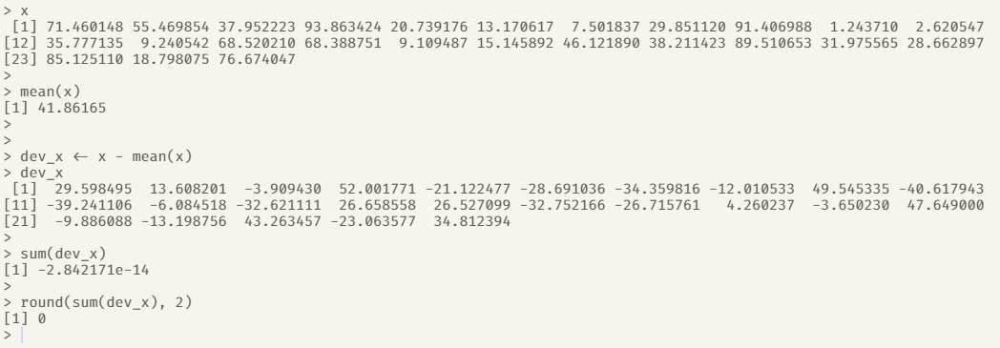 > x
 [1] 71.460148 55.469854 37.952223 93.863424 20.739176 13.170617  7.501837 29.851120 91.406988  1.243710  2.620547
[12] 35.777135  9.240542 68.520210 68.388751  9.109487 15.145892 46.121890 38.211423 89.510653 31.975565 28.662897
[23] 85.125110 18.798075 76.674047
>
> mean(x)
[1] 41.86165
>
>
> dev_x ← x - mean(x)
> dev_x
 [1]  29.598495  13.608201  -3.909430  52.001771 -21.122477 -28.691036 -34.359816 -12.010533  49.545335 -40.617943
[11] -39.241106  -6.084518 -32.621111  26.658558  26.527099 -32.752166 -26.715761   4.260237  -3.650230  47.649000
[21]  -9.886088 -13.198756  43.263457 -23.063577  34.812394
>
> sum(dev_x)
[1] -2.842171e-14
>
> round(sum(dev_x), 2)
[1] 0
>